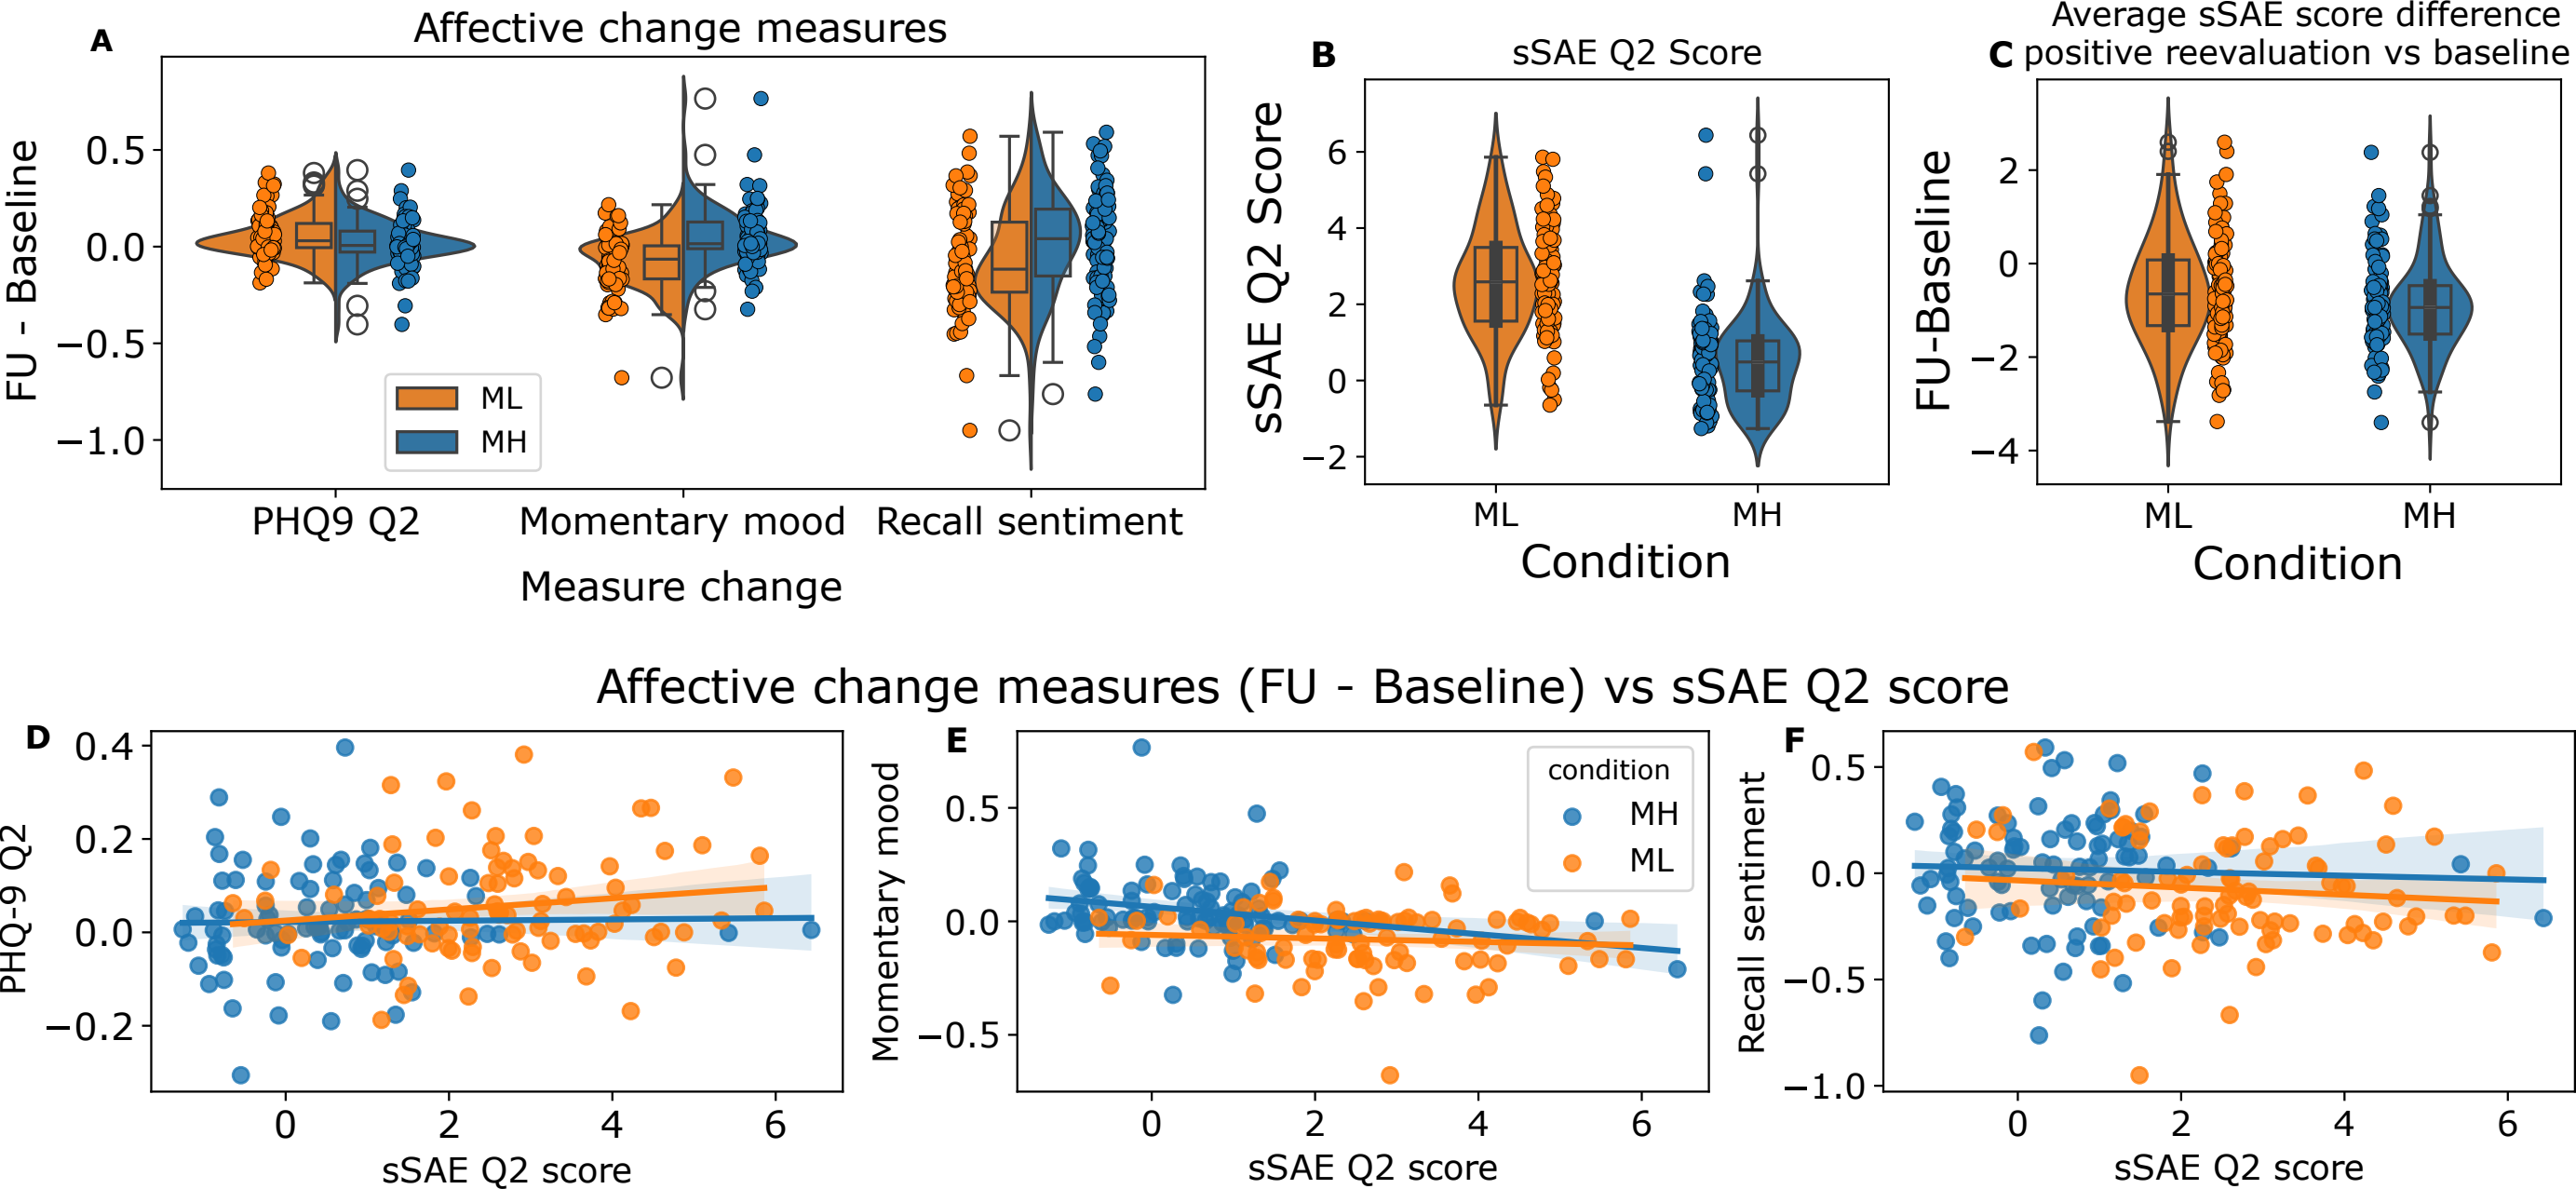 A
Affective change measures
FU - Baseline
0.5
0.0
−0.5
−1.0
ML
MH
PHQ9 Q2
Momentary mood
Recall sentiment
Measure change
B
sSAE Q2 Score
sSAE Q2 Score
6
4
2
0
−2
ML
MH
Condition
Average sSAE score difference
C
positive reevaluation vs baseline
FU-Baseline
2
0
−2
−4
ML
MH
Condition
Affective change measures (FU - Baseline) vs sSAE Q2 score
D
PHQ-9 Q2
0.4
0.2
0.0
−0.2
0
2
4
6
sSAE Q2 score
E
Momentary mood
0.5
0.0
−0.5
condition
MH
ML
0
2
4
6
sSAE Q2 score
F
Recall sentiment
0.5
0.0
−0.5
−1.0
0
2
4
6
sSAE Q2 score